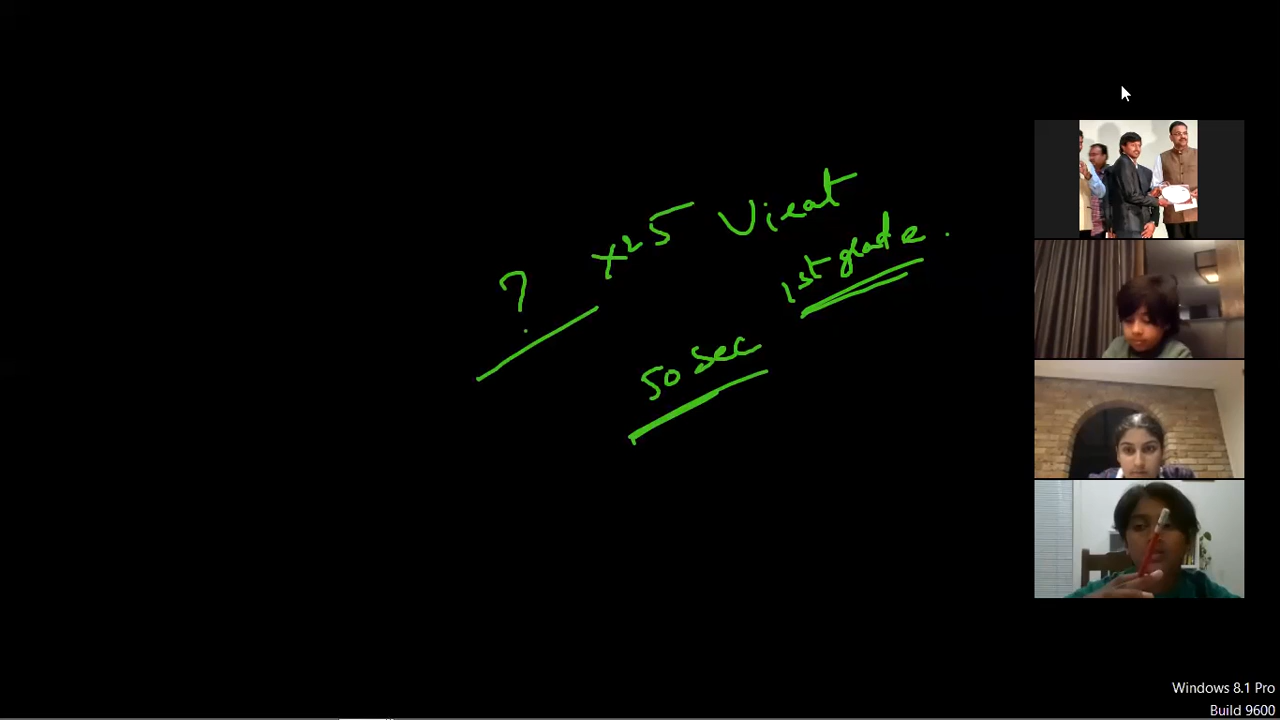 ? x25 Virat
1st grade.
50 sec
Windows 8.1 Pro
Build 9600